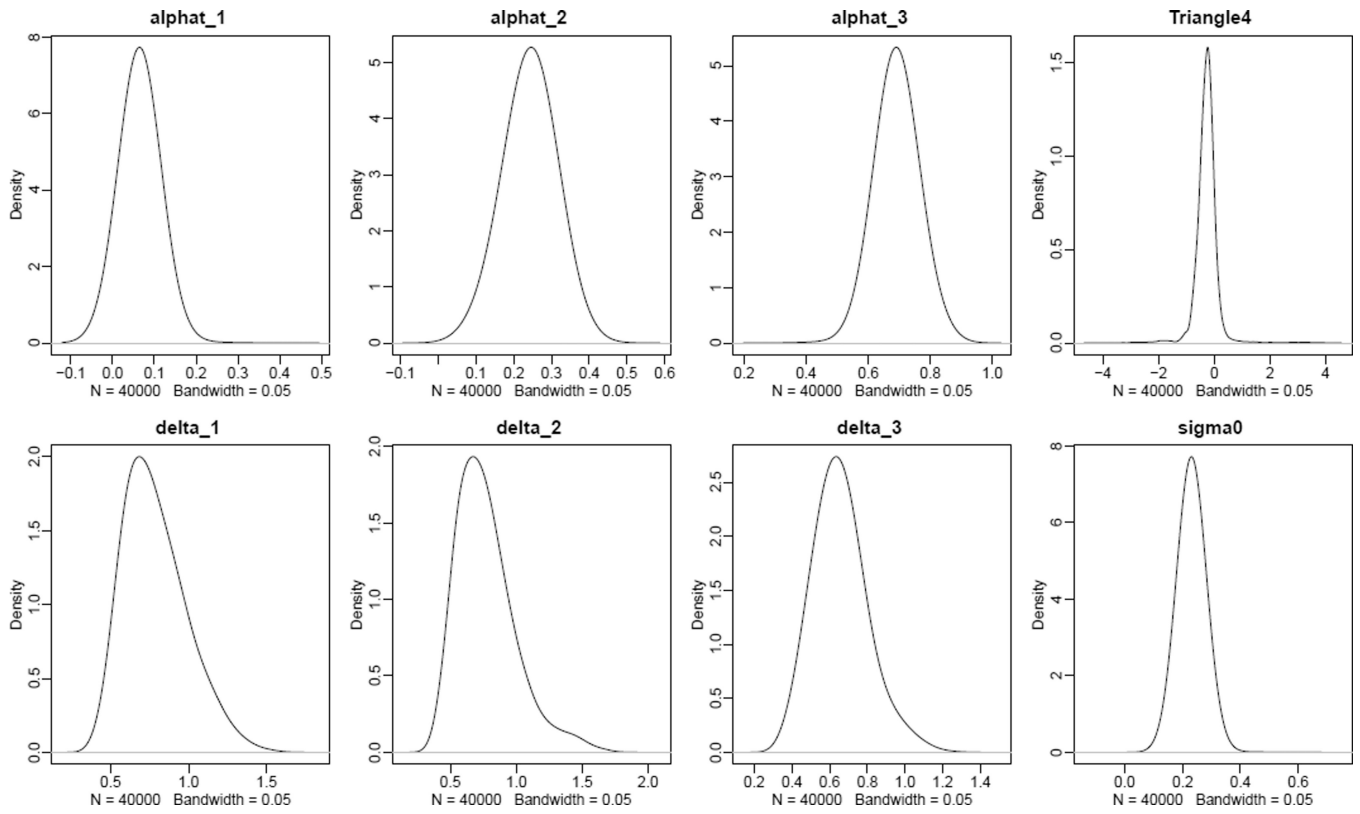 alphat_1 alphat_2 alphat_3 Triangle4
Density 0 2 4 6 8
−0.1 0.0 0.1 0.2 0.3 0.4 0.5
N = 40000 Bandwidth = 0.05
Density 0 1 2 3 4 5
−0.1 0.1 0.2 0.3 0.4 0.5 0.6
N = 40000 Bandwidth = 0.05
Density 0 1 2 3 4 5
0.2 0.4 0.6 0.8 1.0
N = 40000 Bandwidth = 0.05
Density 0.0 0.5 1.0 1.5
−4 −2 0 2 4
N = 40000 Bandwidth = 0.05
delta_1 delta_2 delta_3 sigma0
Density 0.0 0.5 1.0 1.5 2.0
0.5 1.0 1.5
N = 40000 Bandwidth = 0.05
Density 0.0 0.5 1.0 1.5 2.0
0.5 1.0 1.5 2.0
N = 40000 Bandwidth = 0.05
Density 0.0 0.5 1.0 1.5 2.0 2.5
0.2 0.4 0.6 0.8 1.0 1.2 1.4
N = 40000 Bandwidth = 0.05
Density 0 2 4 6 8
0.0 0.2 0.4 0.6
N = 40000 Bandwidth = 0.05